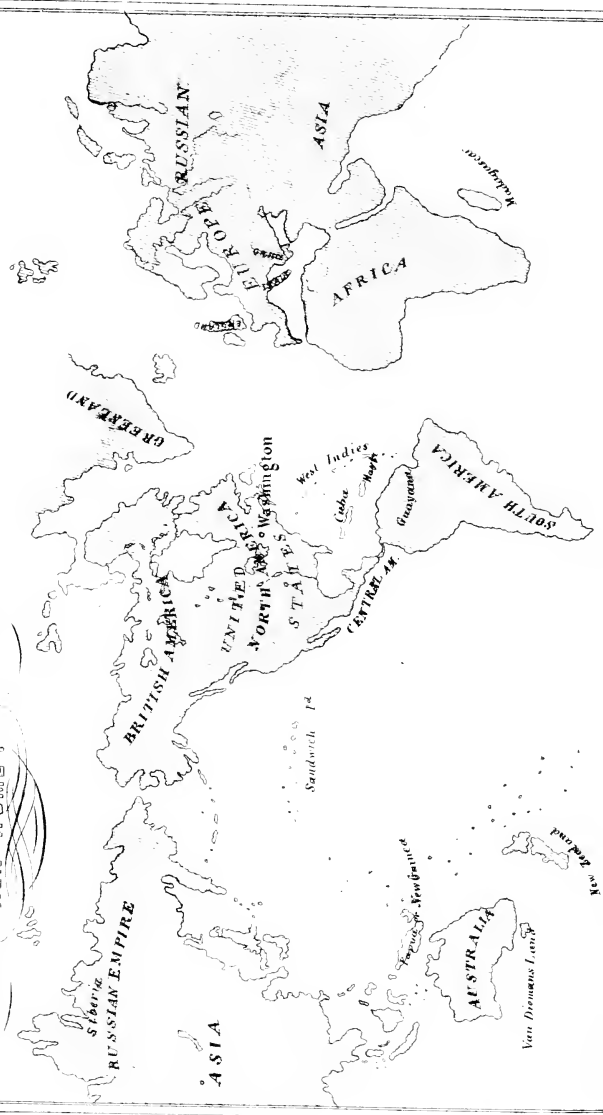 Siberia
RUSSIAN EMPIRE
ASIA
BRITISH AMERICA
GREENLAND
UNITED
STATES
NORTH AMERICA
Washington
West Indies
Cuba
Hayti
CENTRAL AM.
Guayana
SOUTH AMERICA
Sandwich Id
Papua or New Guinea
AUSTRALIA
Van Diemans Land
New Zealand
RUSSIAN
EUROPE
ENGLAND
ASIA
AFRICA
Madagascar